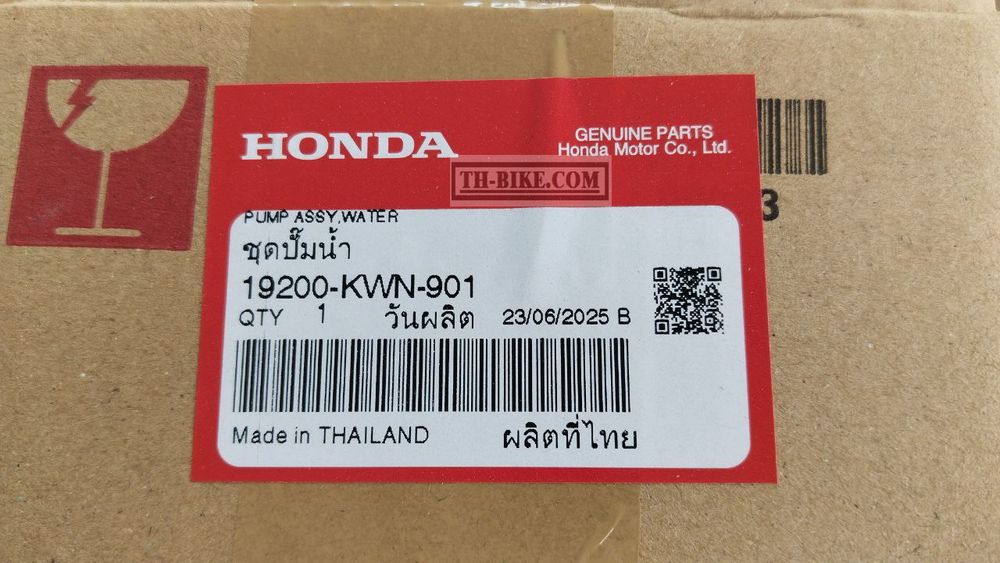 HONDA
GENUINE PARTS
Honda Motor Co., Ltd.
TH-BIKE.COM
3
PUMP ASSY,WATER
ชุดปั๊มน้ำ
19200-KWN-901
QTY 1 วันผลิต 23/06/2025 B
Made in THAILAND ผลิตที่ไทย